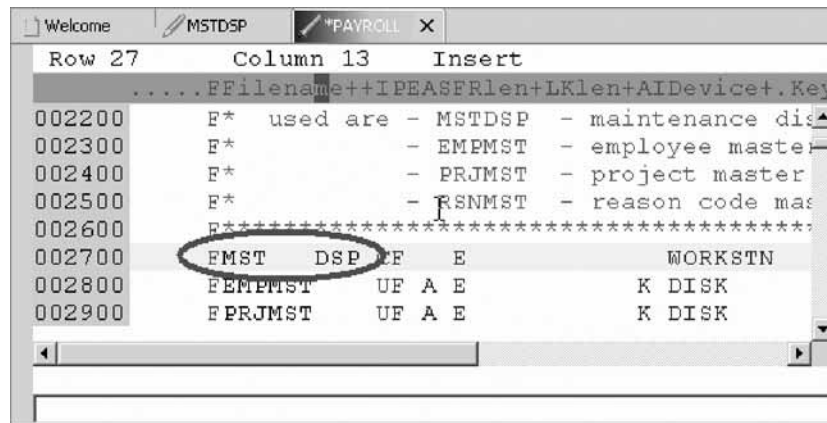 Welcome MSTDSP *PAYROLL X
Row 27 Column 13 Insert
.....FFilename++IPEASFRlen+LKlen+AIDevice+.Key
002200 F* used are - MSTDSP - maintenance dis
002300 F* - EMPMST - employee master
002400 F* - PRJMST - project master
002500 F* - RSNMST - reason code mas
002600 F*****************************************
002700 FMST DSP CF E WORKSTN
002800 FEMPMST UF A E K DISK
002900 FPRJMST UF A E K DISK